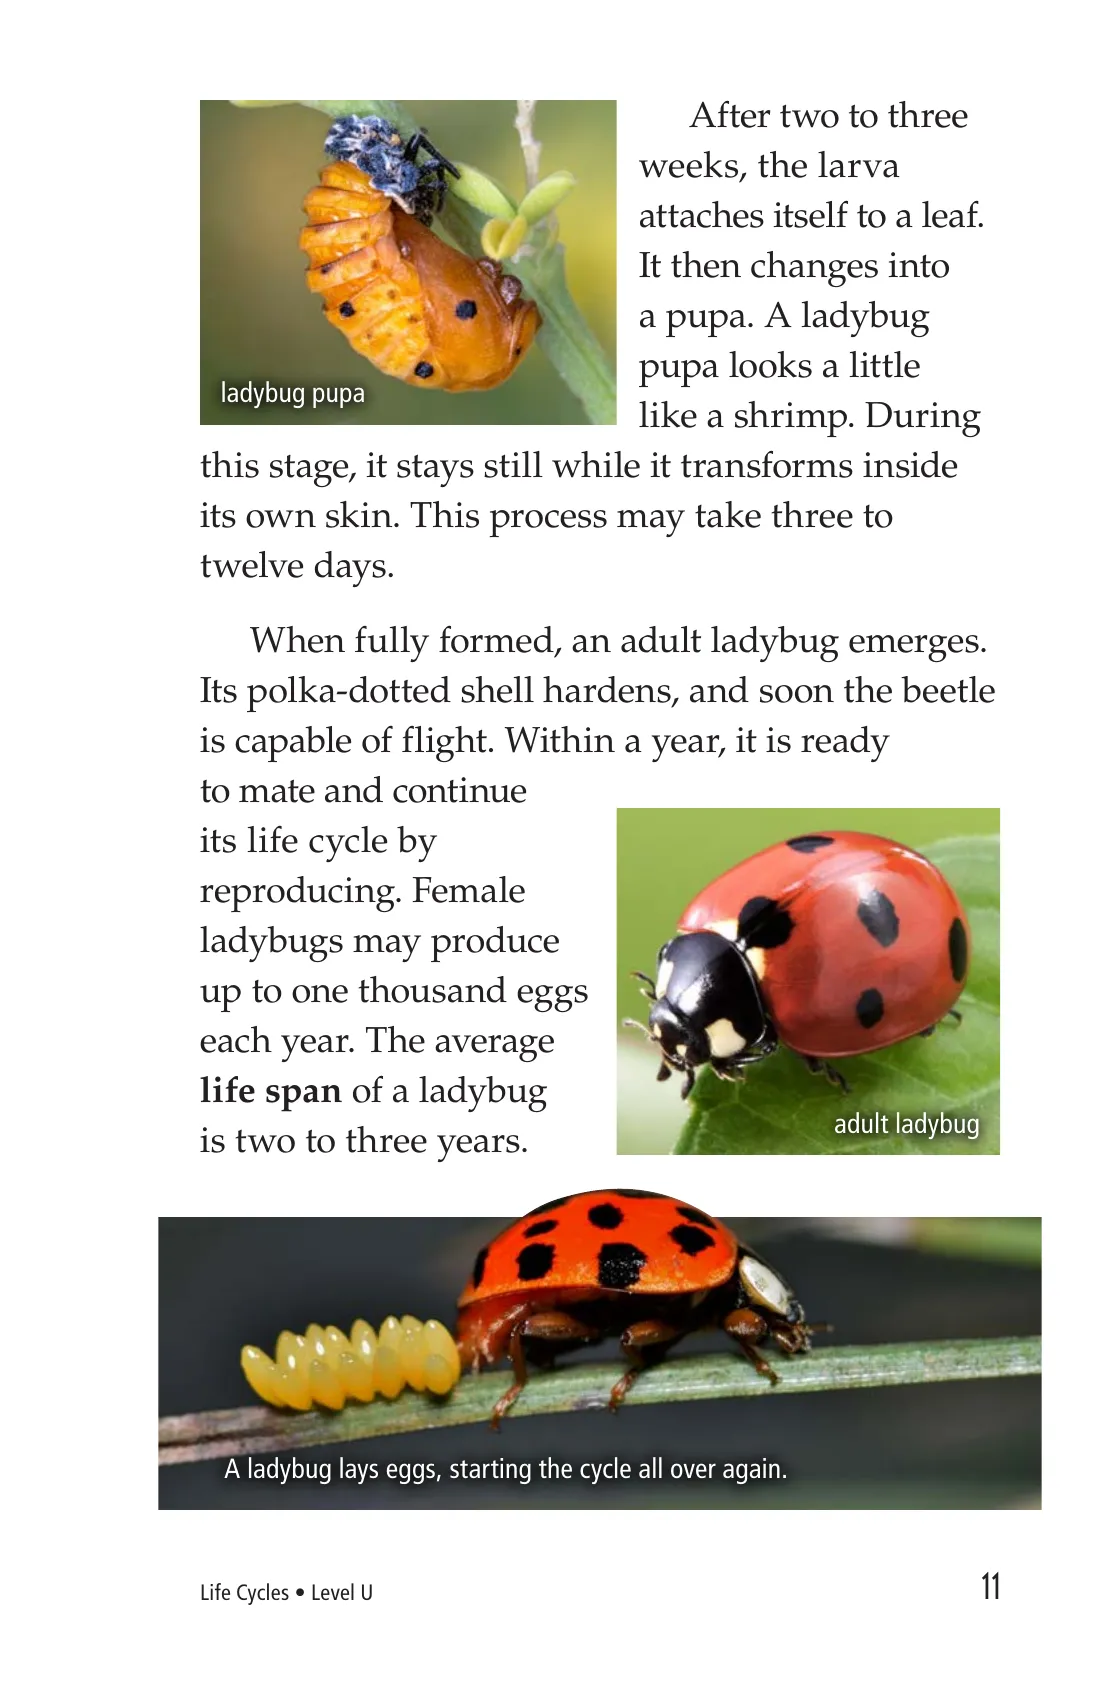 After two to three
weeks, the larva
attaches itself to a leaf.
It then changes into
a pupa. A ladybug
pupa looks a little
like a shrimp. During
ladybug pupa
this stage, it stays still while it transforms inside
its own skin. This process may take three to
twelve days.
When fully formed, an adult ladybug emerges.
Its polka-dotted shell hardens, and soon the beetle
is capable of flight. Within a year, it is ready
to mate and continue
its life cycle by
reproducing. Female
ladybugs may produce
up to one thousand eggs
each year. The average
life span of a ladybug
is two to three years.
adult ladybug
A ladybug lays eggs, starting the cycle all over again.
Life Cycles • Level U
11